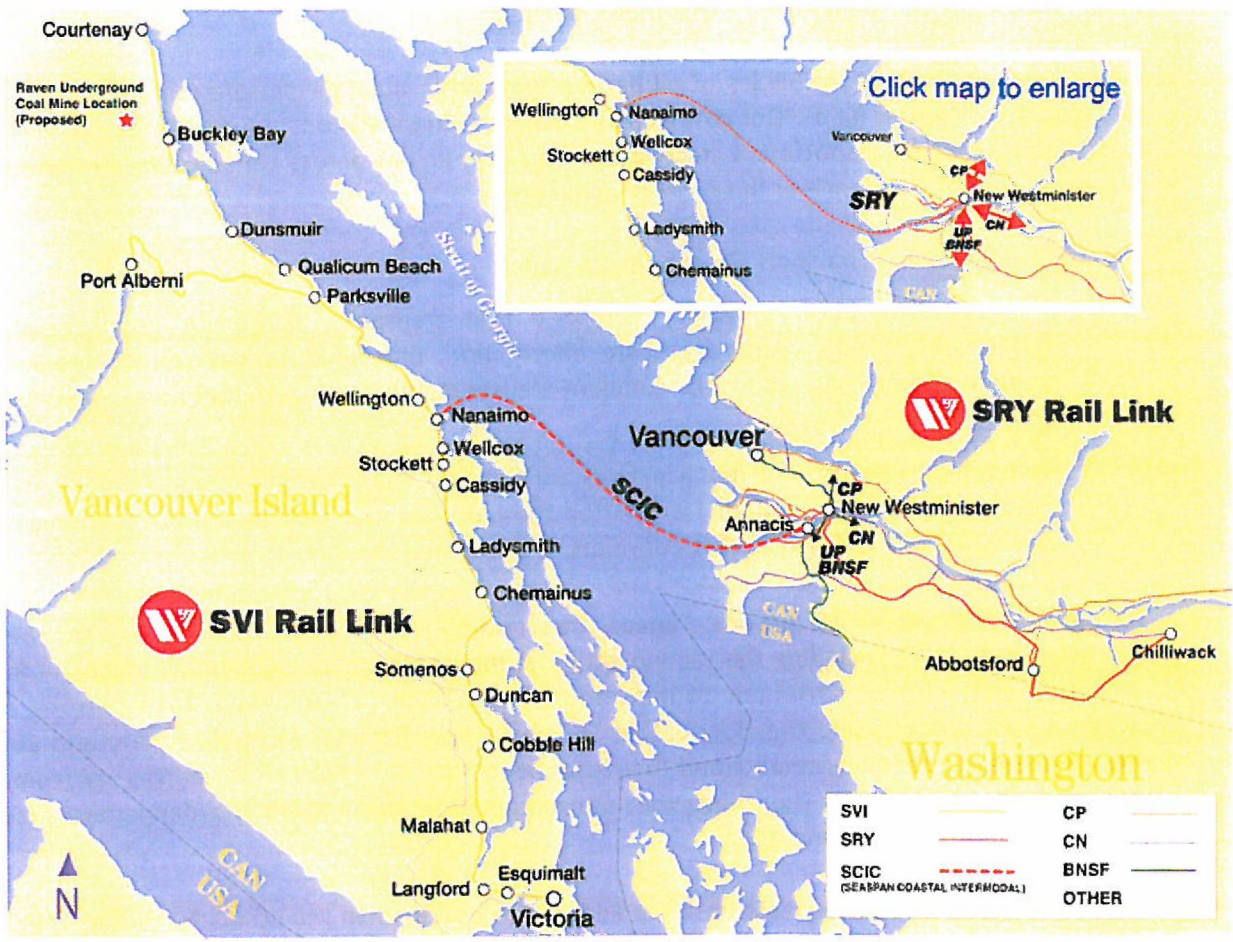 Courtenay
Raven Underground
Coal Mine Location
(Proposed)
Buckley Bay
Dunsmuir
Port Alberni
Qualicum Beach
Parksville
Strait of Georgia
Click map to enlarge
Wellington
Nanaimo
Wellcox
Stockett
Cassidy
Ladysmith
Chemainus
Vancouver
CP
SRY
New Westminister
CN
UP
BNSF
CAN
Wellington
Nanaimo
Wellcox
Stockett
Cassidy
Vancouver Island
SCIC
Ladysmith
Chemainus
SVI Rail Link
SRY Rail Link
Vancouver
CP
New Westminister
Annacis
CN
UP
BNSF
CAN
USA
Chilliwack
Abbotsford
Somenos
Duncan
Cobble Hill
Washington
Malahat
Esquimalt
Langford
Victoria
CAN
USA
N
SVI
SRY
SCIC
(SEASPAN COASTAL INTERMODAL)
CP
CN
BNSF
OTHER